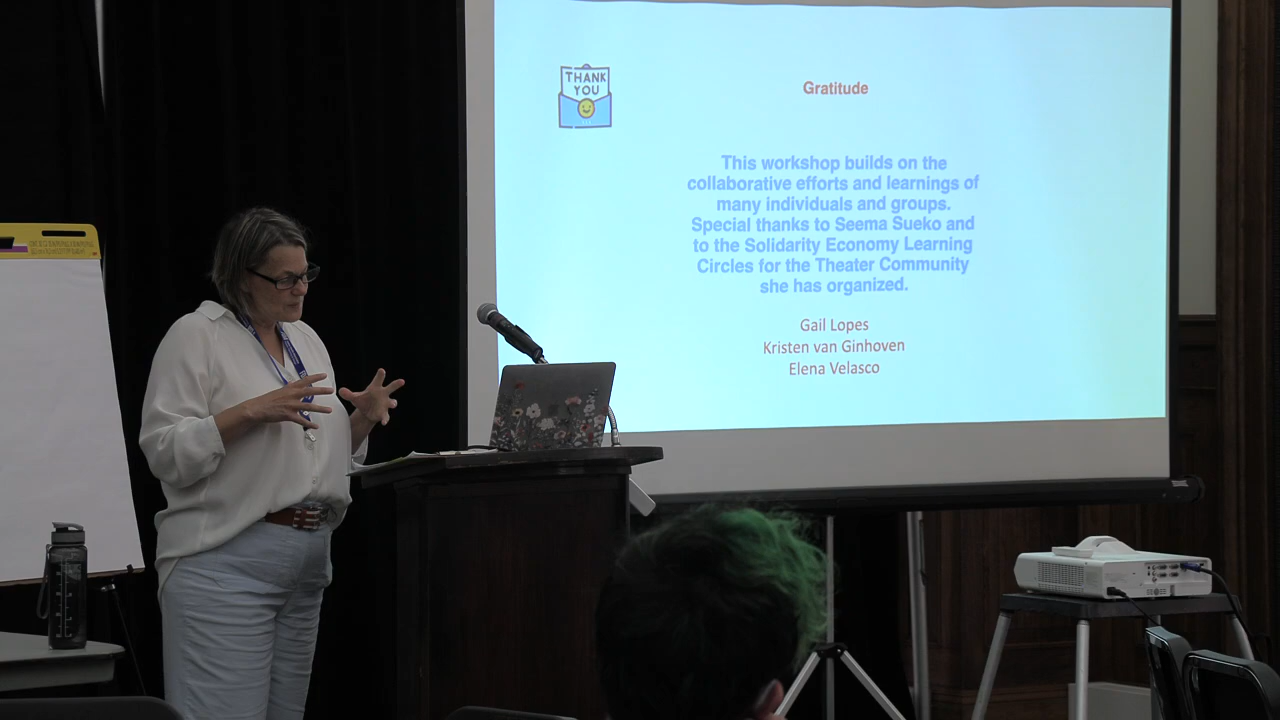 THANK
YOU
Gratitude
This workshop builds on the
collaborative efforts and learnings of
many individuals and groups.
Special thanks to Seema Sueko and
to the Solidarity Economy Learning
Circles for the Theater Community
she has organized.
Gail Lopes
Kristen van Ginhoven
Elena Velasco